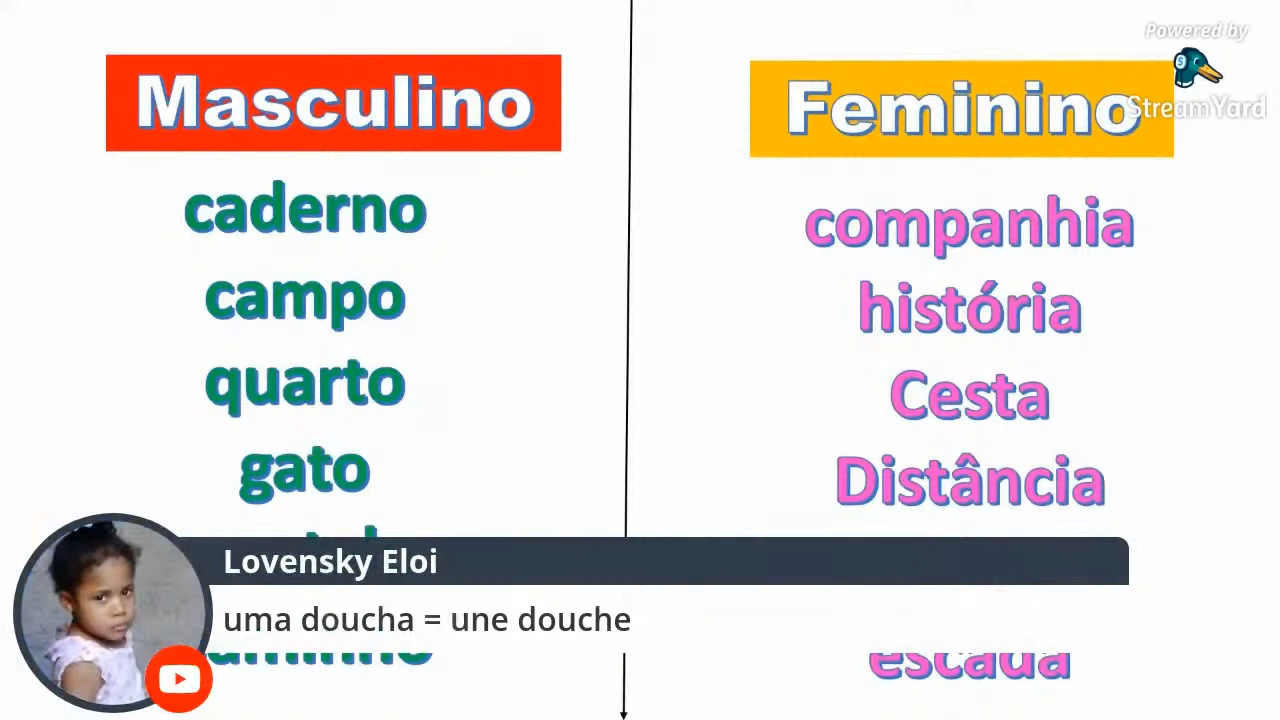 Powered by
StreamYard
Masculino
Feminino
caderno
companhia
campo
história
quarto
Cesta
gato
Distância
Lovensky Eloi
uma doucha = une douche
escada